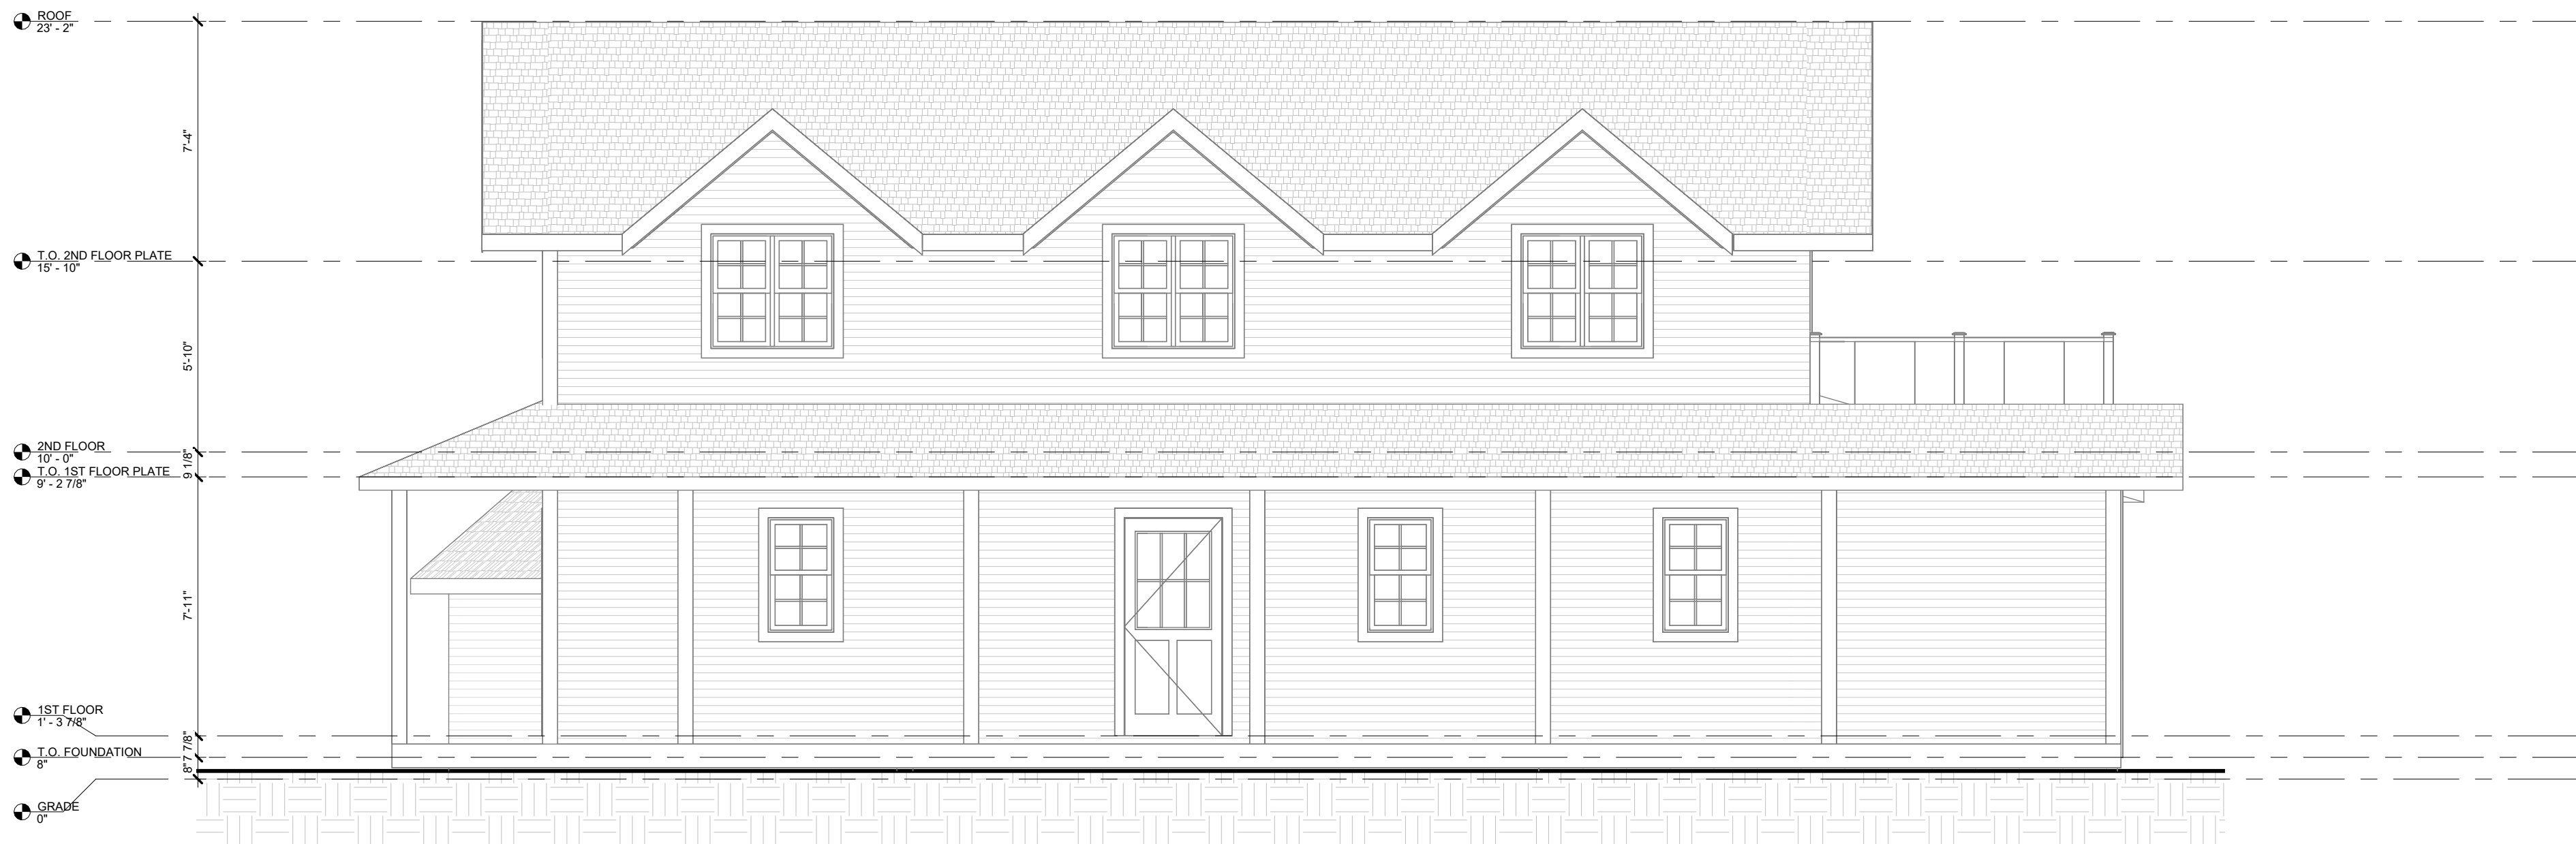 ROOF
23' - 2"
7'-4"
T.O. 2ND FLOOR PLATE
15' - 10"
5'-10"
2ND FLOOR
10' - 0"
9 1/8"
T.O. 1ST FLOOR PLATE
9' - 2 7/8"
7'-11"
1ST FLOOR
1' - 3 7/8"
7 7/8"
T.O. FOUNDATION
8"
8"
GRADE
0"